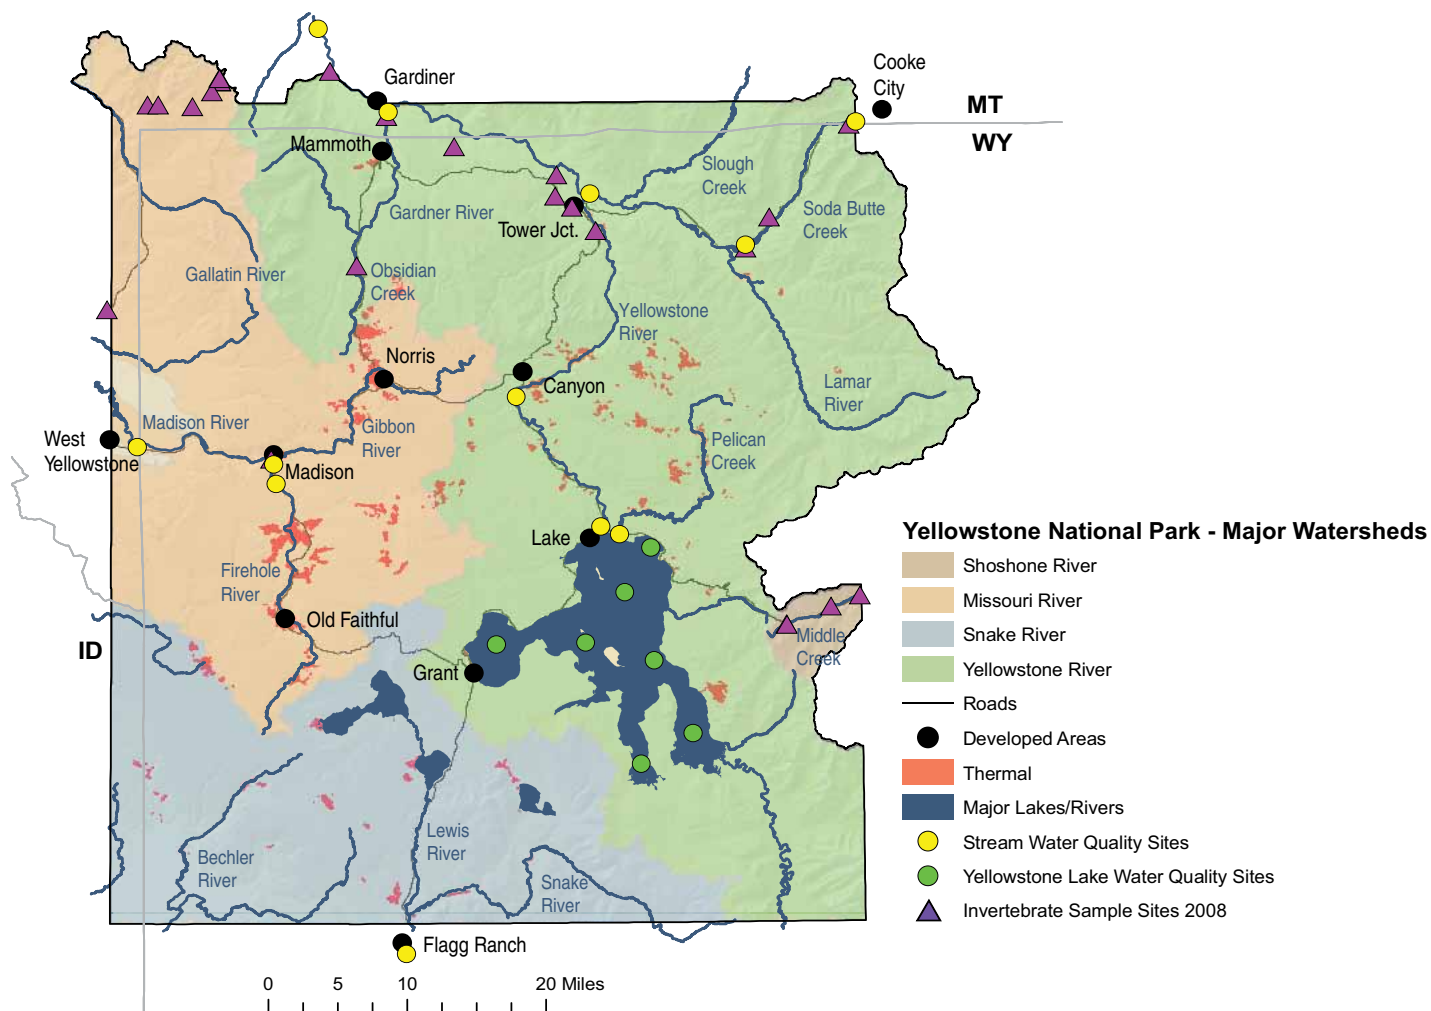 Gardiner
Cooke
City
MT
WY
Mammoth
Slough
Creek
Gardner River
Soda Butte
Creek
Tower Jct.
Gallatin River
Obsidian
Creek
Yellowstone
River
Norris
Canyon
Lamar
River
Madison River
Gibbon
River
West
Yellowstone
Pelican
Creek
Madison
Lake
Firehole
River
Old Faithful
ID
Middle
Creek
Grant
Lewis
River
Bechler
River
Snake
River
Flagg Ranch
0 5 10 20 Miles
Yellowstone National Park - Major Watersheds
Shoshone River
Missouri River
Snake River
Yellowstone River
Roads
Developed Areas
Thermal
Major Lakes/Rivers
Stream Water Quality Sites
Yellowstone Lake Water Quality Sites
Invertebrate Sample Sites 2008